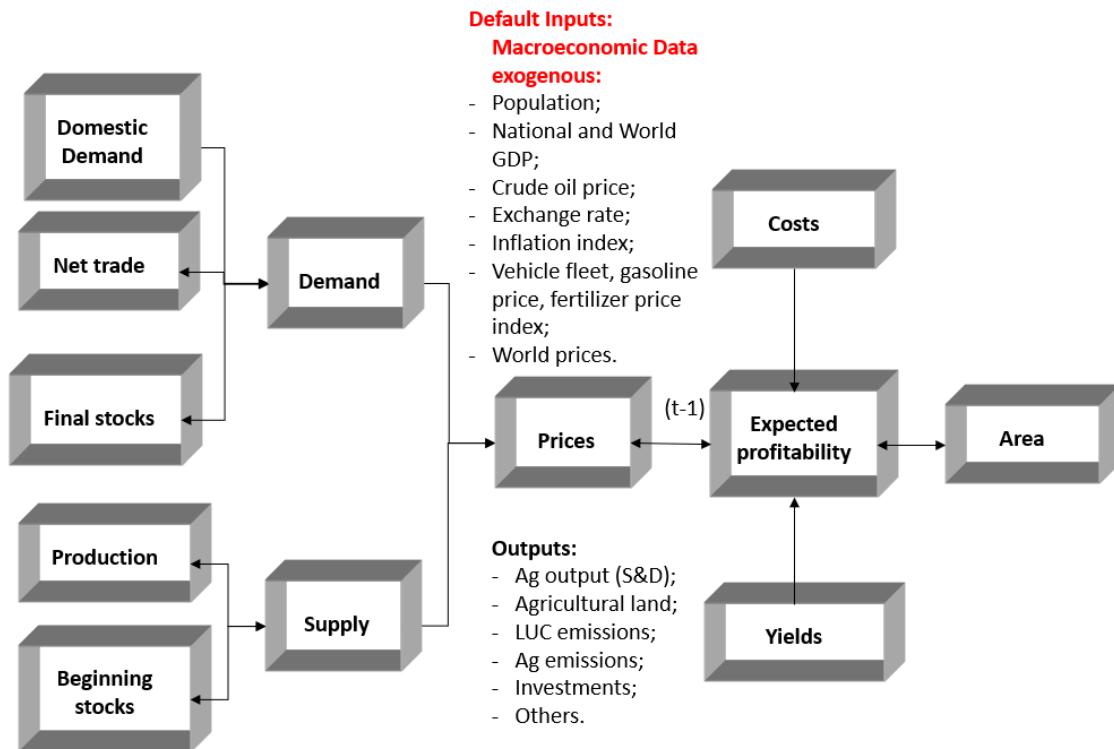 Default Inputs:
Macroeconomic Data
exogenous:
- Population;
- National and World
GDP;
- Crude oil price;
- Exchange rate;
- Inflation index;
- Vehicle fleet, gasoline
price, fertilizer price
index;
- World prices.
Domestic
Demand
Net trade
Final stocks
Demand
Production
Beginning
stocks
Supply
Prices
(t-1)
Costs
Expected
profitability
Area
Yields
Outputs:
- Ag output (S&D);
- Agricultural land;
- LUC emissions;
- Ag emissions;
- Investments;
- Others.